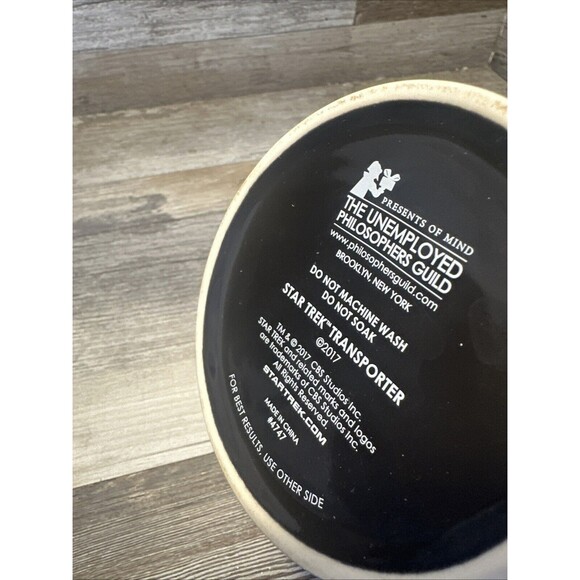 PRESENTS OF MIND
THE UNEMPLOYED
PHILOSOPHERS GUILD
www.philosophersguild.com
BROOKLYN, NEW YORK
DO NOT MACHINE WASH
DO NOT SOAK
STAR TREK™ TRANSPORTER
©2017
TM & © 2017 CBS Studios Inc.
STAR TREK and related marks and logos
are trademarks of CBS Studios Inc.
All Rights Reserved.
STARTREK.COM
MADE IN CHINA
#4747
FOR BEST RESULTS, USE OTHER SIDE